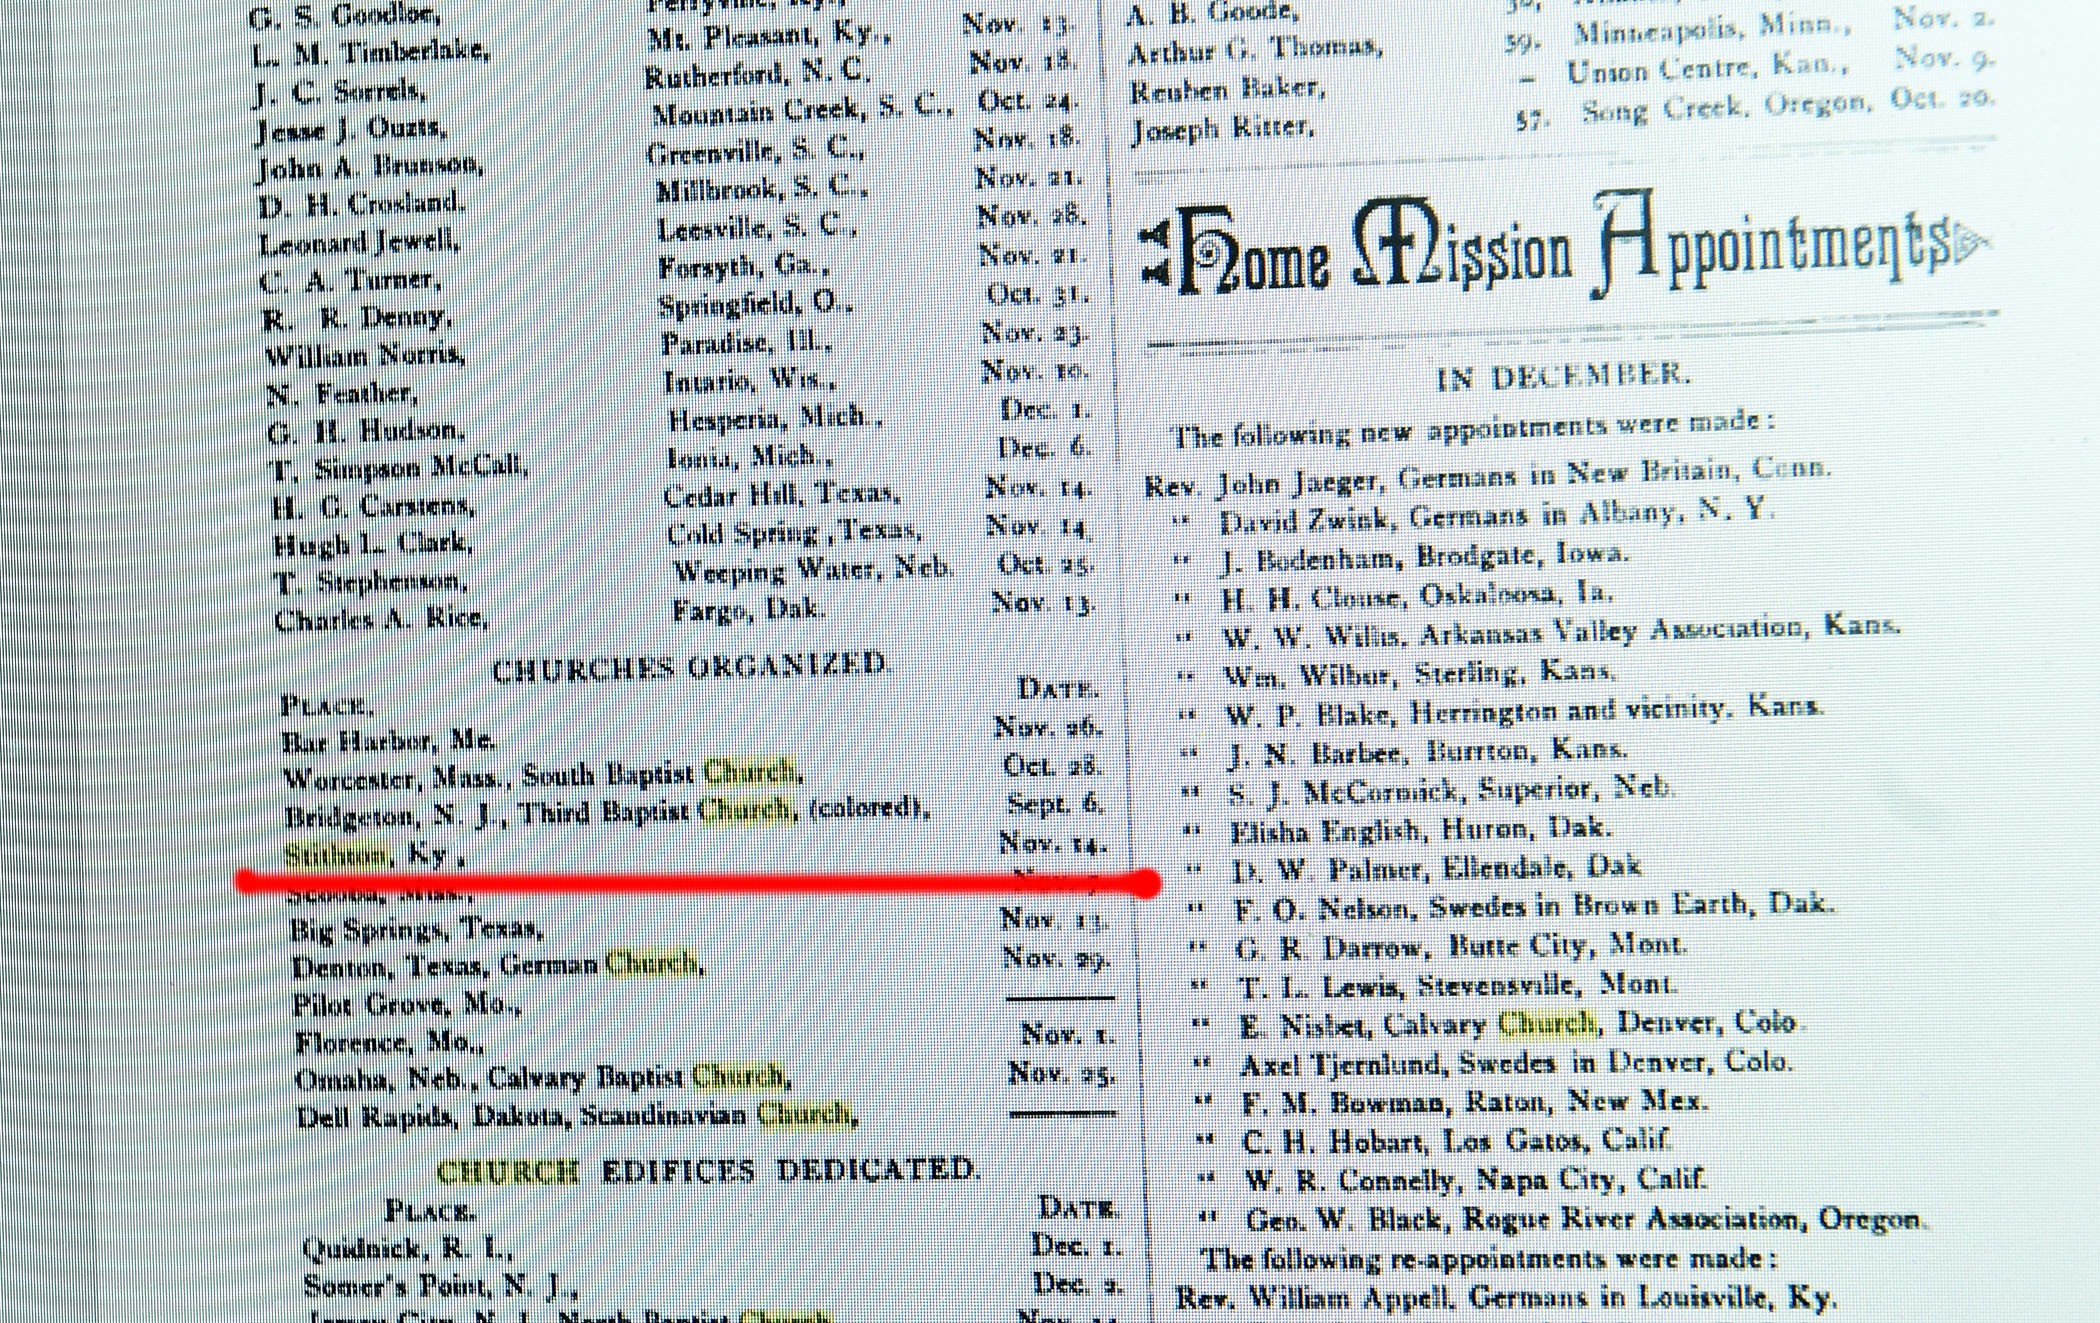 G. S. Goodloe,
L. M. Timberlake, Mt. Pleasant, Ky., Nov. 13.
J. C. Sorrels, Rutherford, N. C. Nov. 18.
Jesse J. Ouzts, Mountain Creek, S. C., Oct. 24.
John A. Brunson, Greenville, S. C., Nov. 18.
D. H. Crosland. Millbrook, S. C., Nov. 21.
Leonard Jewell, Leesville, S. C., Nov. 28.
C. A. Turner, Forsyth, Ga., Nov. 21.
R. R. Denny, Springfield, O., Oct. 31.
William Norris, Paradise, Ill., Nov. 23.
N. Feather, Intario, Wis., Nov. 10.
G. H. Hudson, Hesperia, Mich., Dec. 1.
T. Simpson McCall, Ionia, Mich., Dec. 6.
H. G. Carstens, Cedar Hill, Texas, Nov. 14.
Hugh L. Clark, Cold Spring, Texas, Nov. 14.
T. Stephenson, Weeping Water, Neb. Oct. 25.
Charles A. Rice, Fargo, Dak. Nov. 13.
CHURCHES ORGANIZED.
PLACE, DATE.
Bar Harbor, Me. Nov. 26.
Worcester, Mass., South Baptist Church, Oct. 28.
Bridgeton, N. J., Third Baptist Church, (colored), Sept. 6,
Stithton, Ky., Nov. 14.
Scooba, Miss.,
Big Springs, Texas, Nov. 13.
Denton, Texas, German Church, Nov. 29.
Pilot Grove, Mo.,
Florence, Mo., Nov. 1.
Omaha, Neb., Calvary Baptist Church, Nov. 25.
Dell Rapids, Dakota, Scandinavian Church,
CHURCH EDIFICES DEDICATED.
PLACE. DATE.
Quidnick, R. I., Dec. 1.
Somer's Point, N. J., Dec. 2.
N. J., North Baptist Church
A. B. Goode,
Arthur G. Thomas, 59. Minneapolis, Minn., Nov. 2.
Reuben Baker, – Union Centre, Kan., Nov. 9.
Joseph Ritter, 57. Song Creek, Oregon, Oct. 20.
Home Mission Appointments
IN DECEMBER.
The following new appointments were made:
Rev. John Jaeger, Germans in New Britain, Conn.
" David Zwink, Germans in Albany, N. Y.
" J. Bodenham, Brodgate, Iowa.
" H. H. Clouse, Oskaloosa, Ia.
" W. W. Willis, Arkansas Valley Association, Kans.
" Wm. Wilbur, Sterling, Kans.
" W. P. Blake, Herrington and vicinity. Kans.
" J. N. Barbee, Burrton, Kans.
" S. J. McCormick, Superior, Neb.
" Elisha English, Huron, Dak.
" D. W. Palmer, Ellendale, Dak
" F. O. Nelson, Swedes in Brown Earth, Dak.
" G. R. Darrow, Butte City, Mont.
" T. L. Lewis, Stevensville, Mont.
" E. Nisbet, Calvary Church, Denver, Colo.
" Axel Tjernlund, Swedes in Denver, Colo.
" F. M. Bowman, Raton, New Mex.
" C. H. Hobart, Los Gatos, Calif.
" W. R. Connelly, Napa City, Calif.
" Geo. W. Black, Rogue River Association, Oregon.
The following re-appointments were made:
Rev. William Appell, Germans in Louisville, Ky.